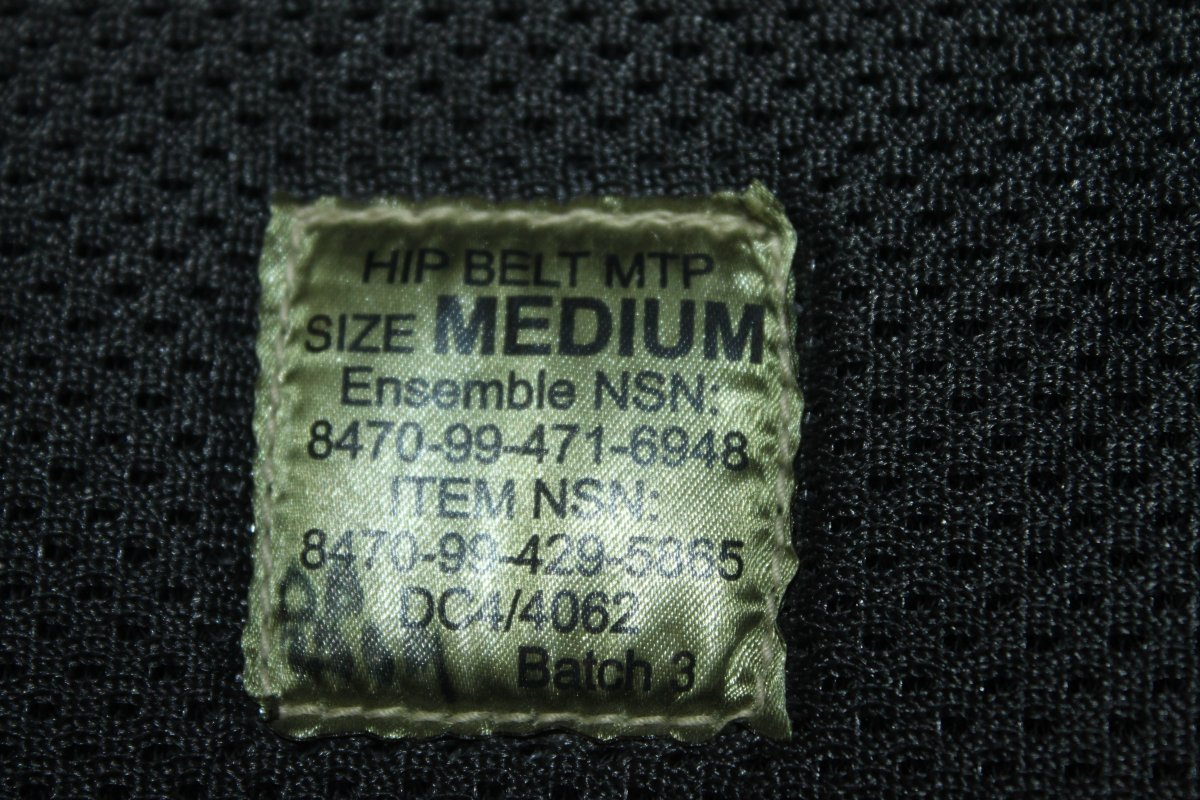 HIP BELT MTP
SIZE MEDIUM
Ensemble NSN:
8470-99-471-6948
ITEM NSN:
8470-99-429-5865
DC4/4062
Batch 3